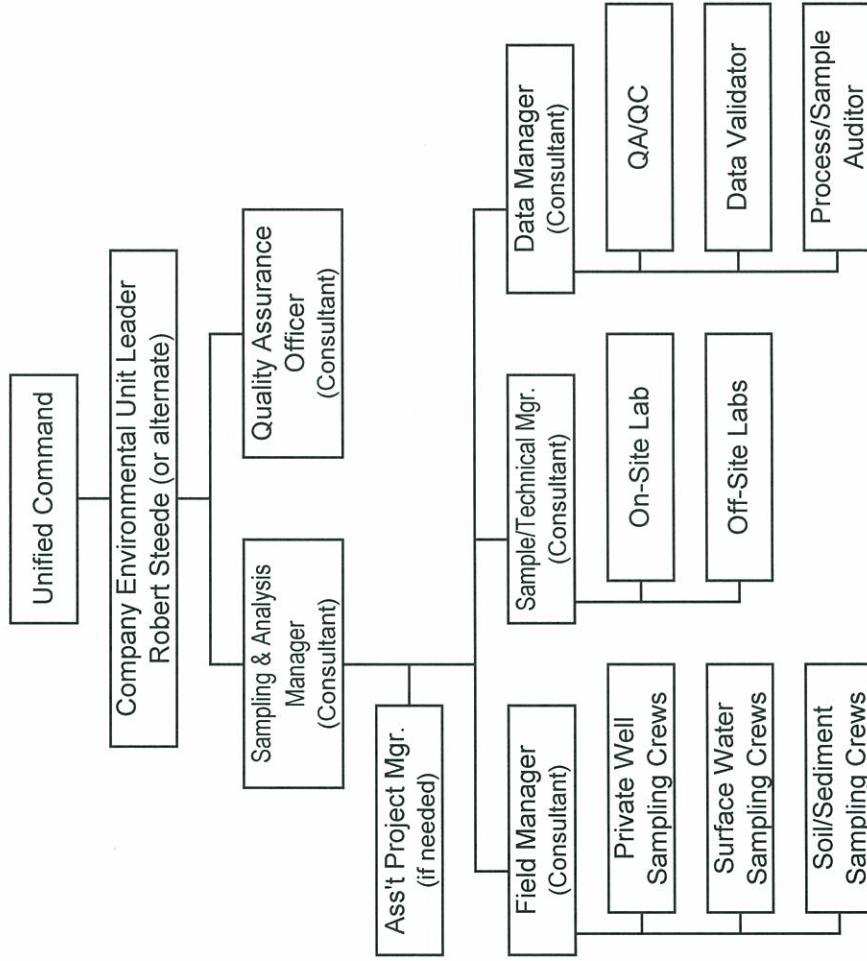 Unified Command
Company Environmental Unit Leader
Robert Steede (or alternate)
Sampling & Analysis
Manager
(Consultant)
Quality Assurance
Officer
(Consultant)
Ass't Project Mgr.
(if needed)
Field Manager
(Consultant)
Private Well
Sampling Crews
Surface Water
Sampling Crews
Soil/Sediment
Sampling Crews
Sample/Technical Mgr.
(Consultant)
On-Site Lab
Off-Site Labs
Data Manager
(Consultant)
QA/QC
Data Validator
Process/Sample
Auditor